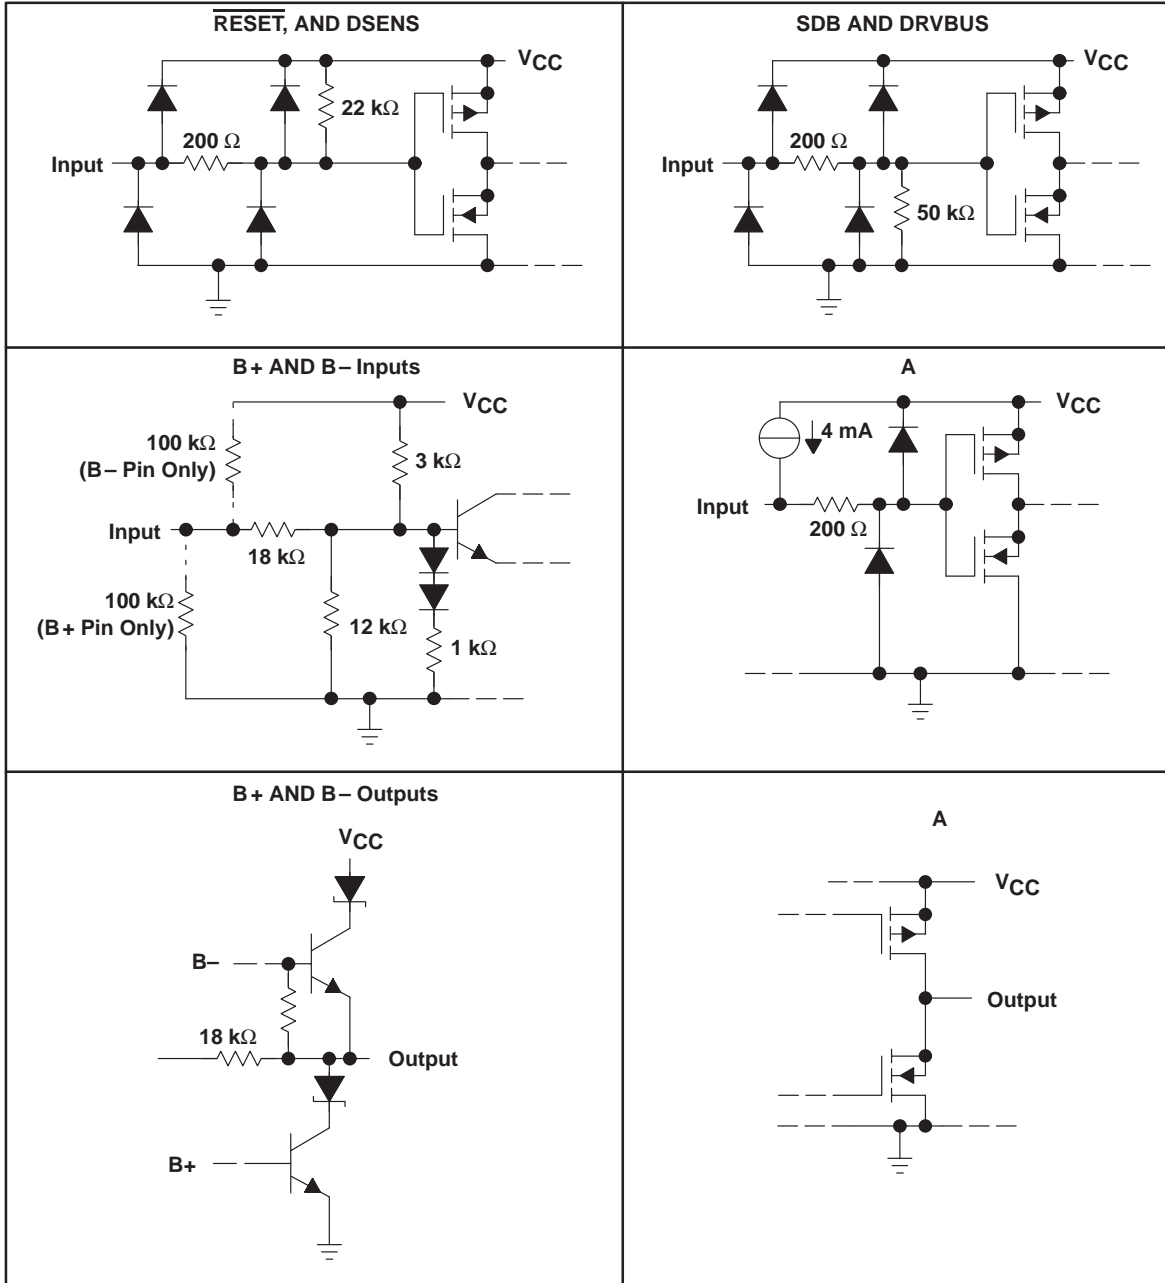 RESET, AND DSENS
VCC
22 kΩ
200 Ω
Input
SDB AND DRVBUS
VCC
200 Ω
Input
50 kΩ
B+ AND B– Inputs
VCC
100 kΩ
(B– Pin Only)
3 kΩ
Input
18 kΩ
100 kΩ
(B+ Pin Only)
12 kΩ
1 kΩ
A
VCC
4 mA
Input
200 Ω
B+ AND B– Outputs
VCC
B–
18 kΩ
Output
B+
A
VCC
Output